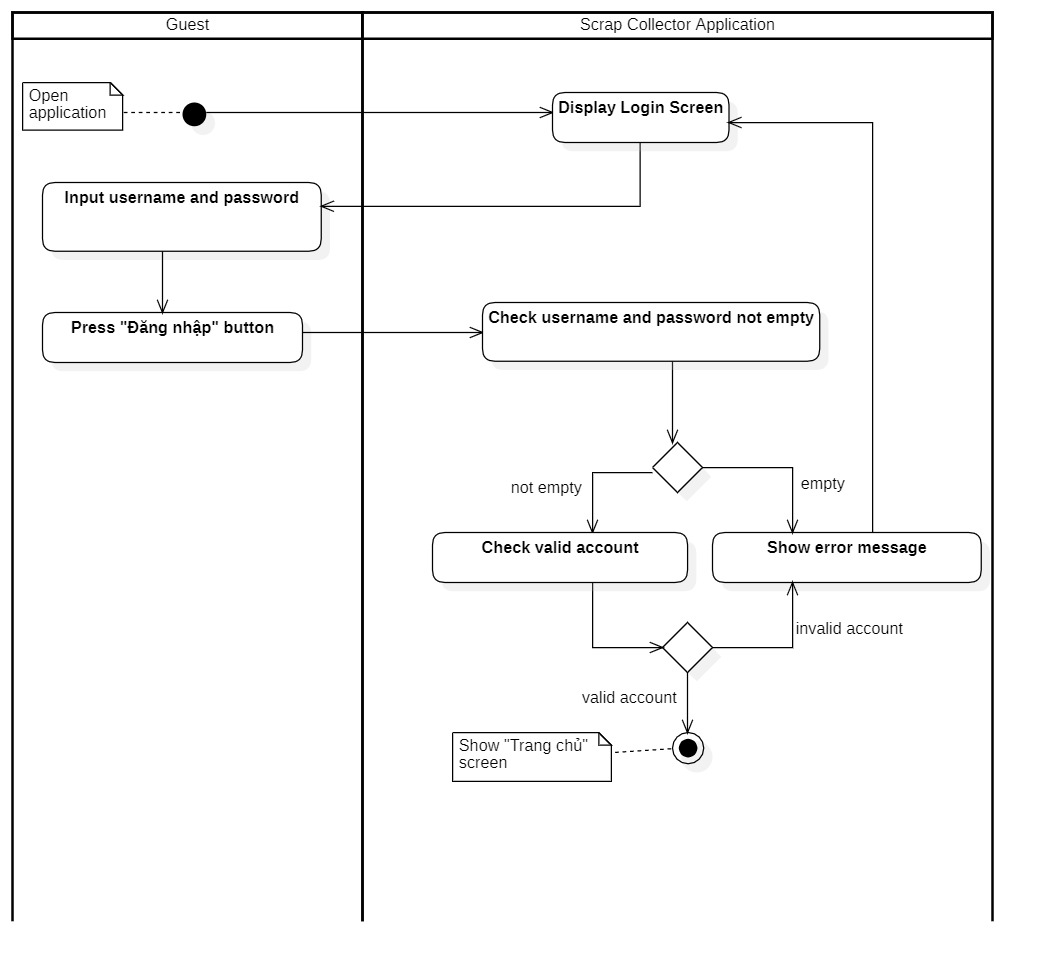 Guest
Scrap Collector Application
Open
application
Display Login Screen
Input username and password
Press "Đăng nhập" button
Check username and password not empty
not empty
empty
Check valid account
Show error message
invalid account
valid account
Show "Trang chủ"
screen